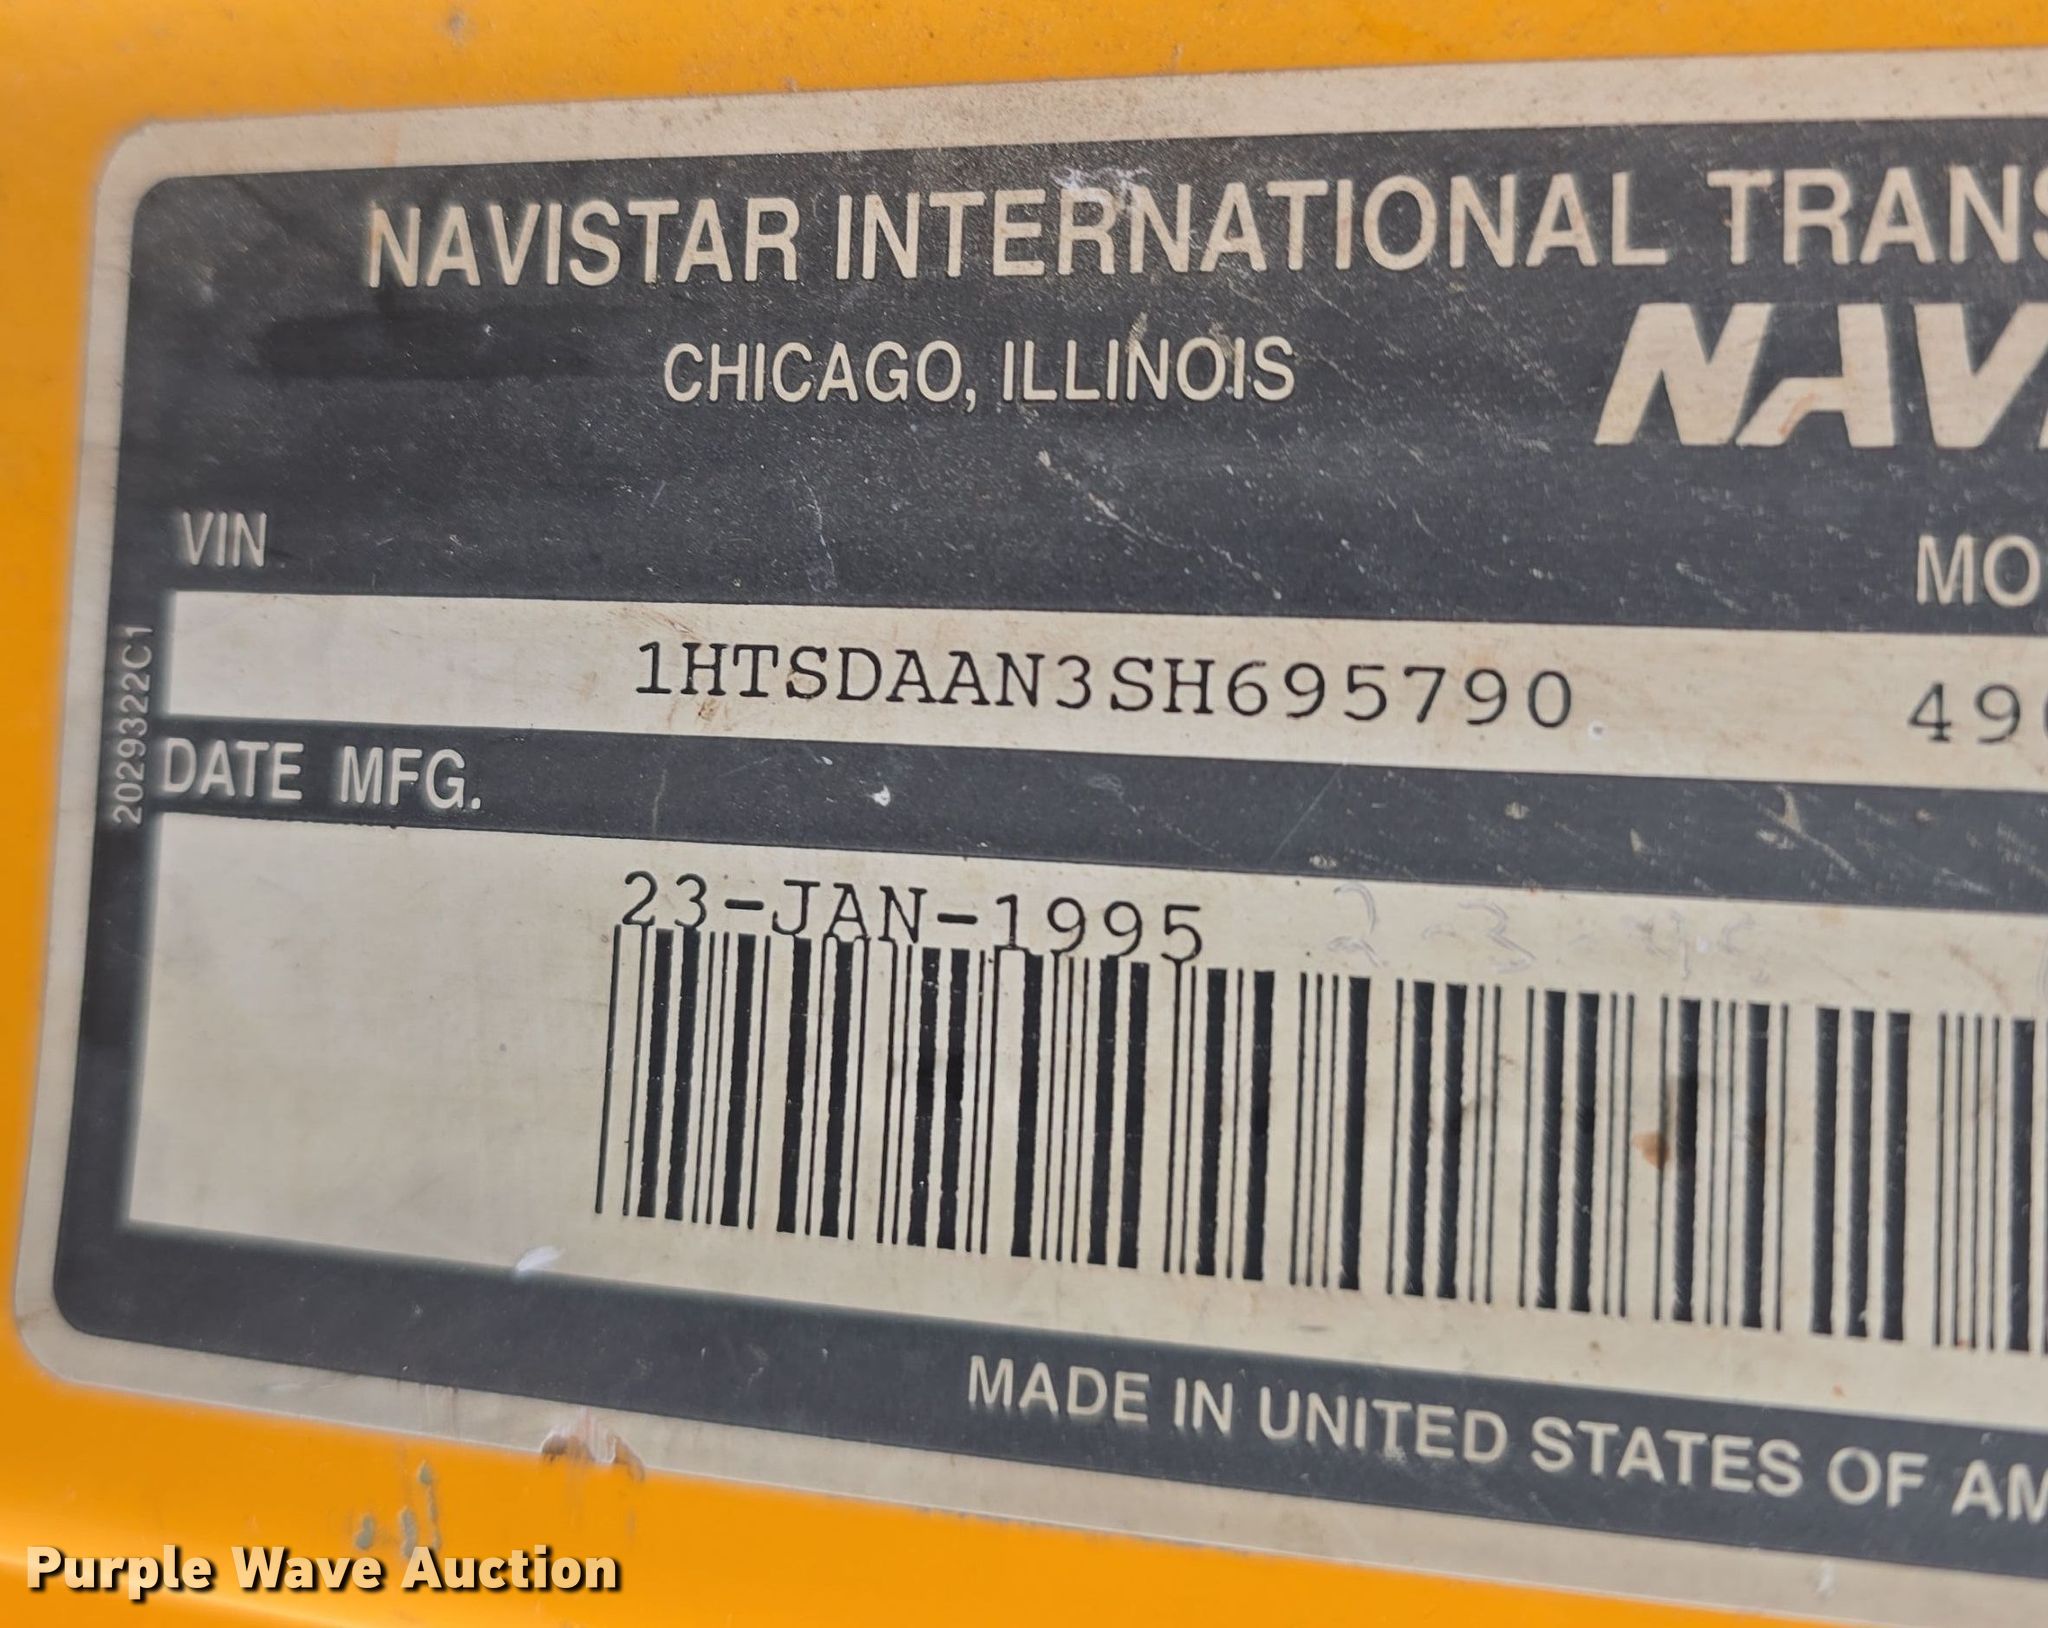 NAVISTAR INTERNATIONAL TRANS
CHICAGO, ILLINOIS
NAVI
VIN
MO
1HTSDAAN3SH695790
49
DATE MFG.
2029322C1
23-JAN-1995
MADE IN UNITED STATES OF AM
Purple Wave Auction